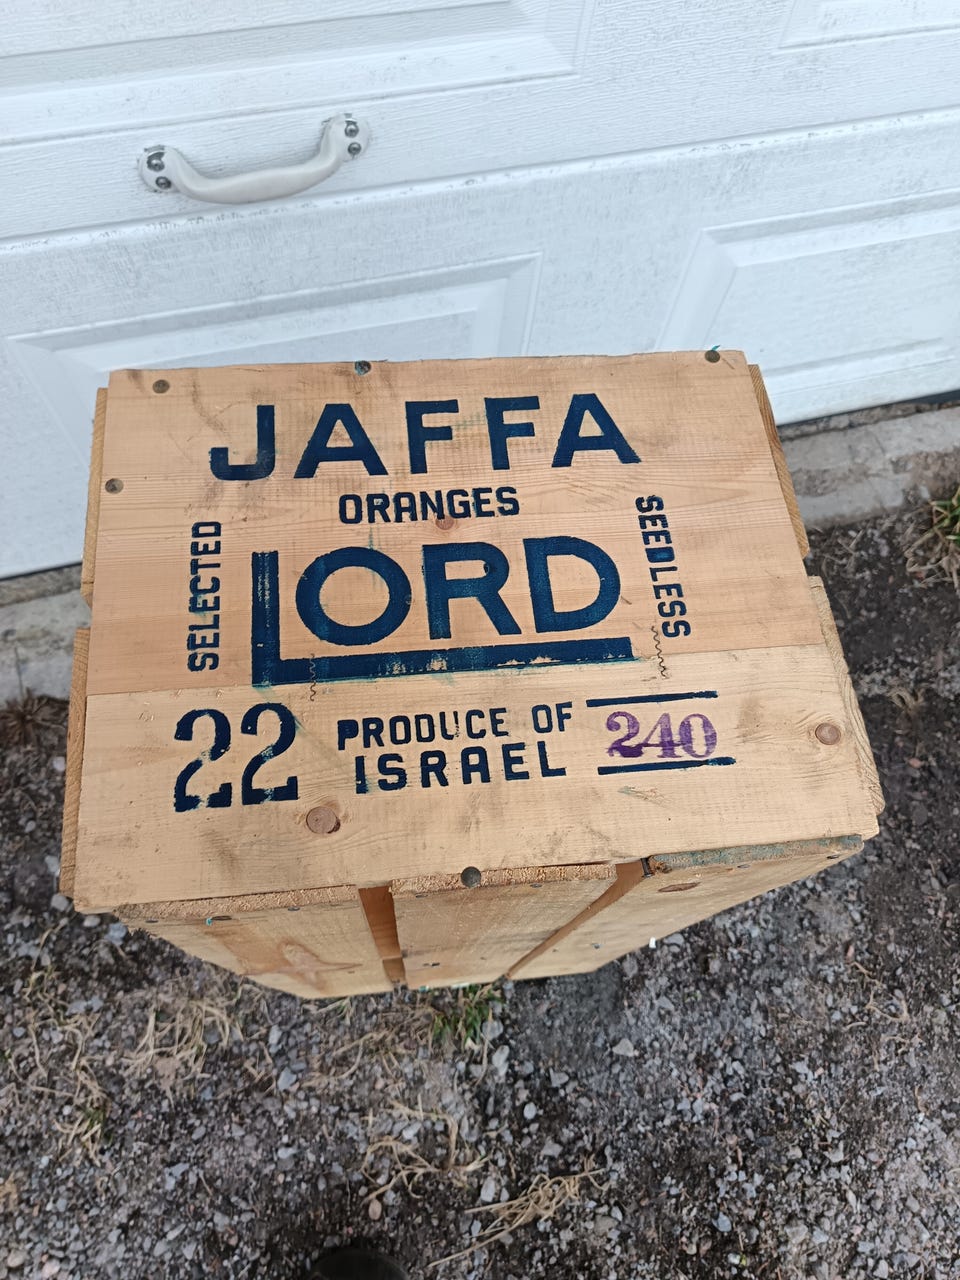 JAFFA
ORANGES
SELECTED
LORD
SEEDLESS
22
PRODUCE OF
ISRAEL
240